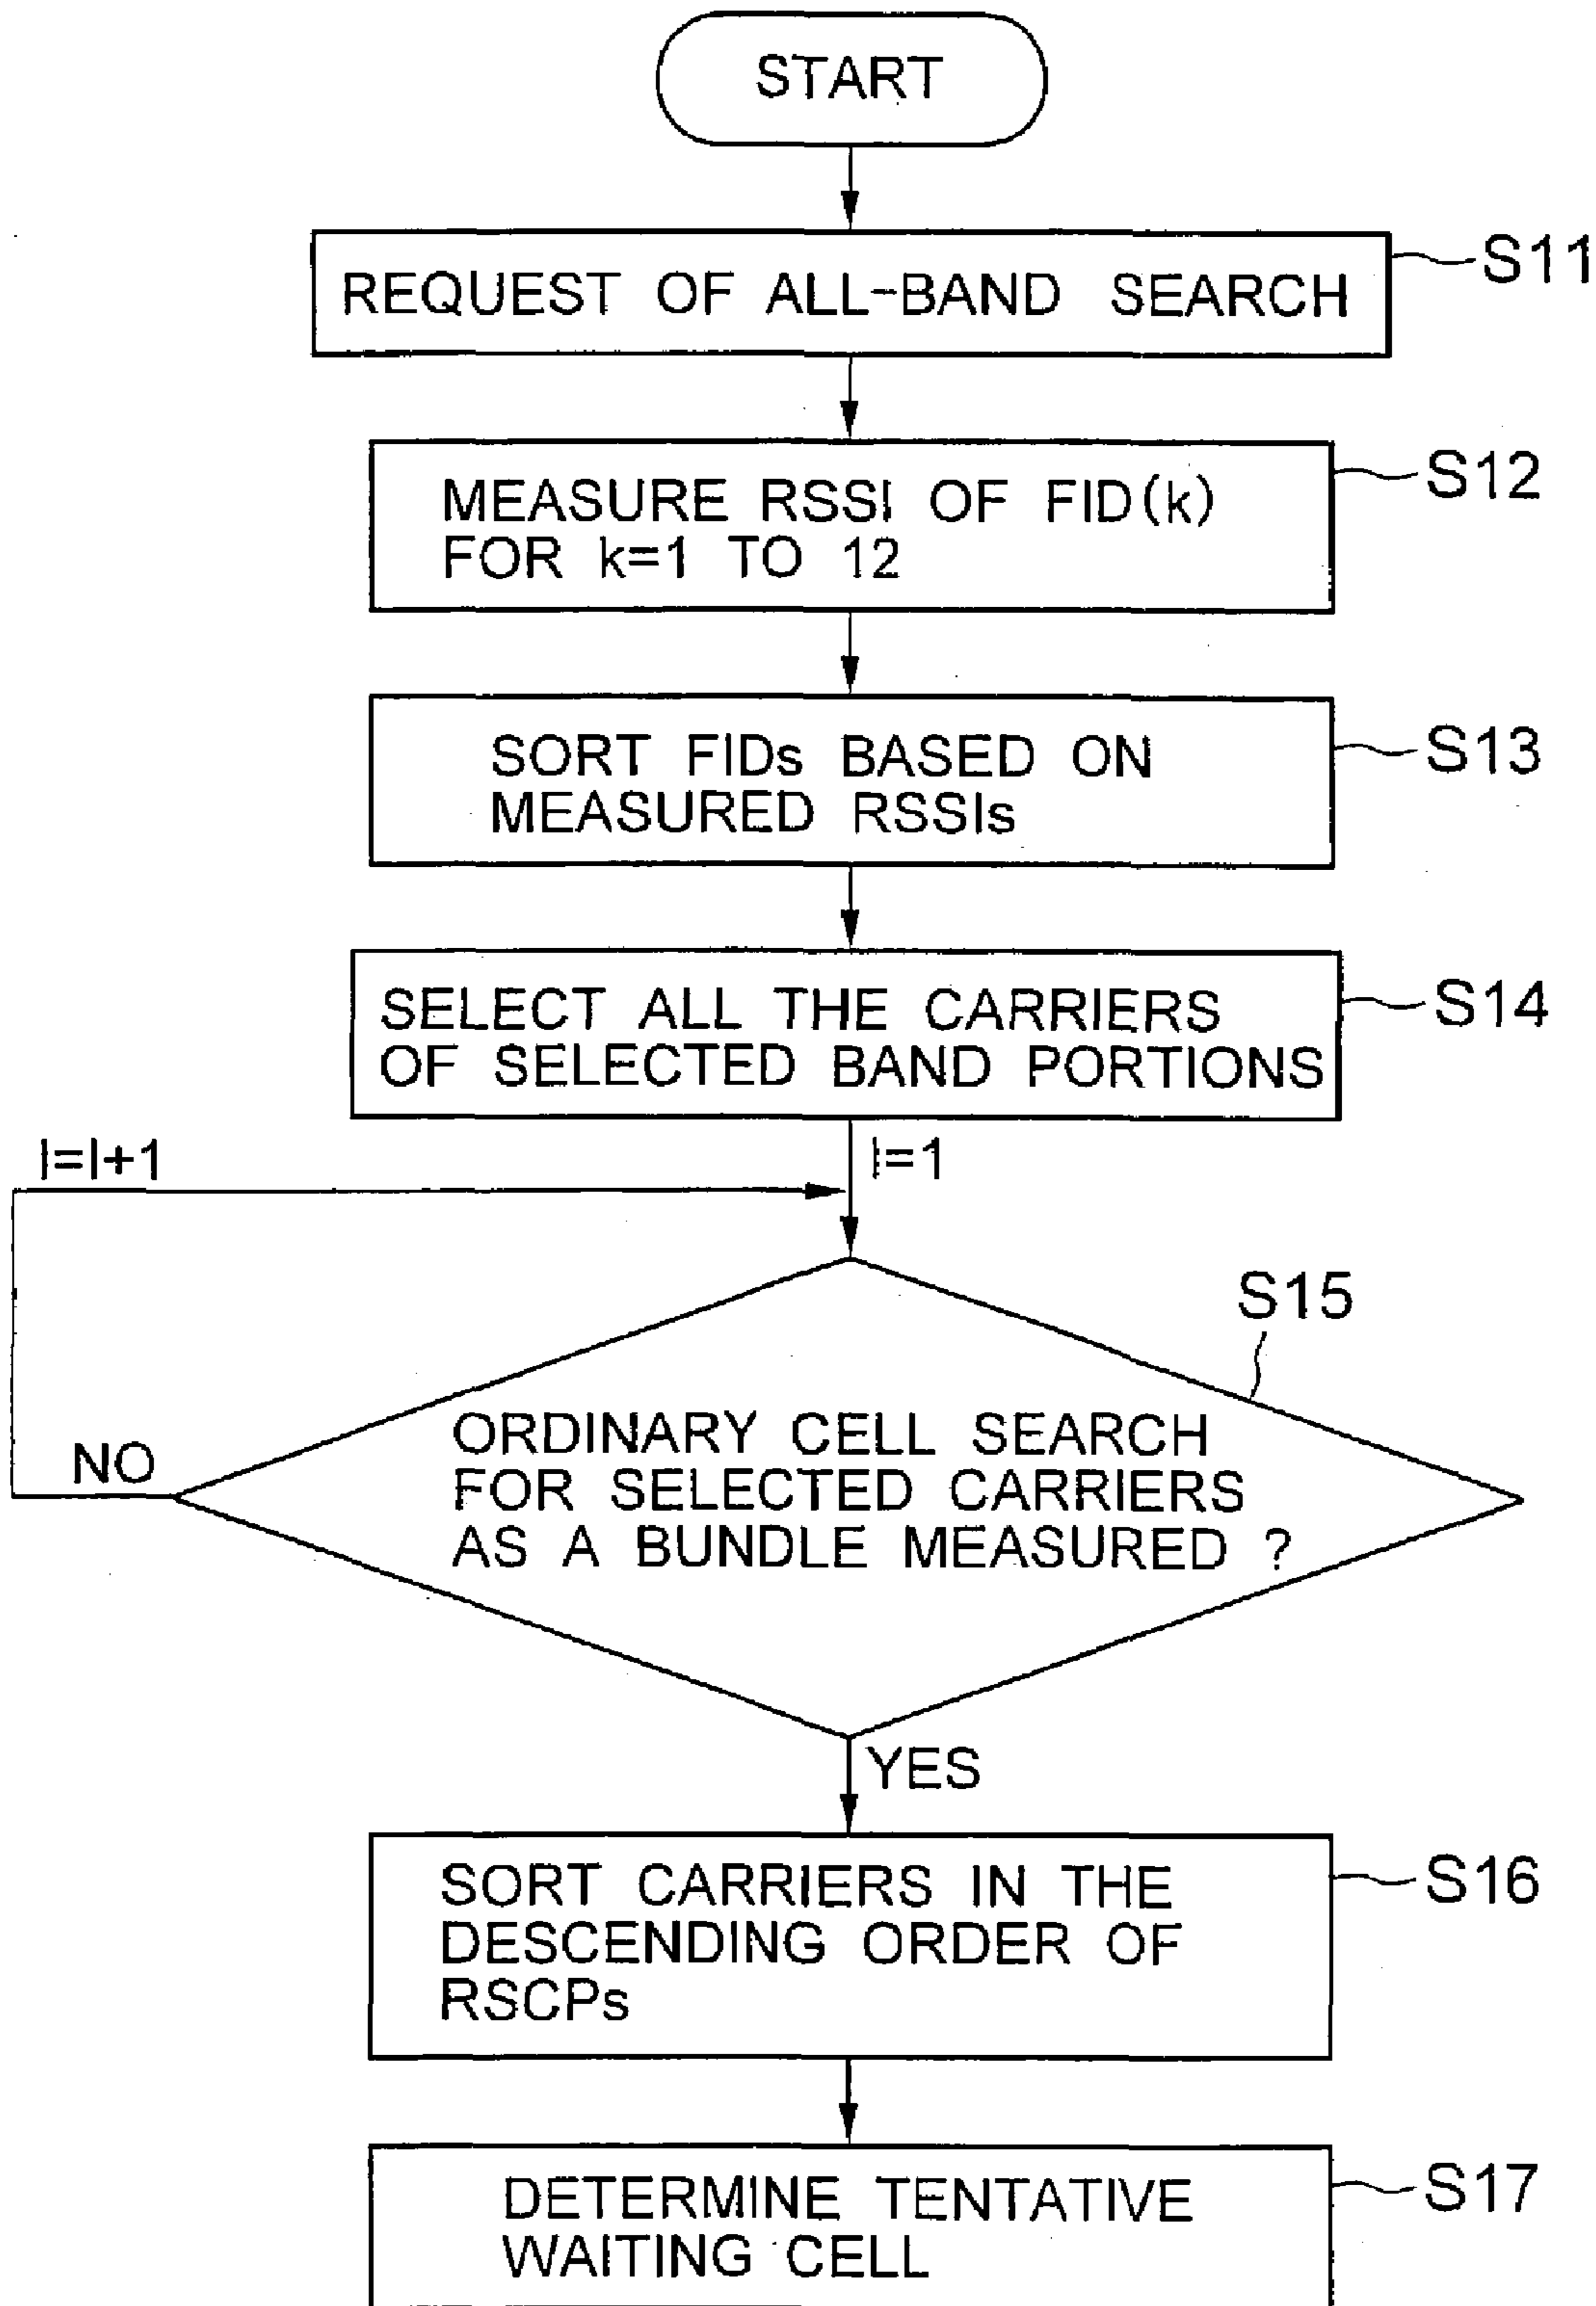 START
REQUEST OF ALL-BAND SEARCH
S11
MEASURE RSSI OF FID(k)
FOR k=1 TO 12
S12
SORT FIDs BASED ON
MEASURED RSSIs
S13
SELECT ALL THE CARRIERS
OF SELECTED BAND PORTIONS
S14
I=I+1
I=1
S15
ORDINARY CELL SEARCH
FOR SELECTED CARRIERS
AS A BUNDLE MEASURED ?
NO
YES
SORT CARRIERS IN THE
DESCENDING ORDER OF
RSCPs
S16
DETERMINE TENTATIVE
WAITING CELL
S17